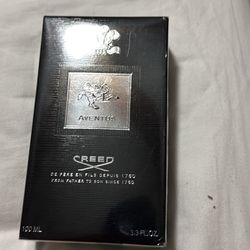 AVENTUS
CREED
DE PÈRE EN FILS DEPUIS 1760
FROM FATHER TO SON SINCE 1760
100 ML
3.3 FL.OZ.